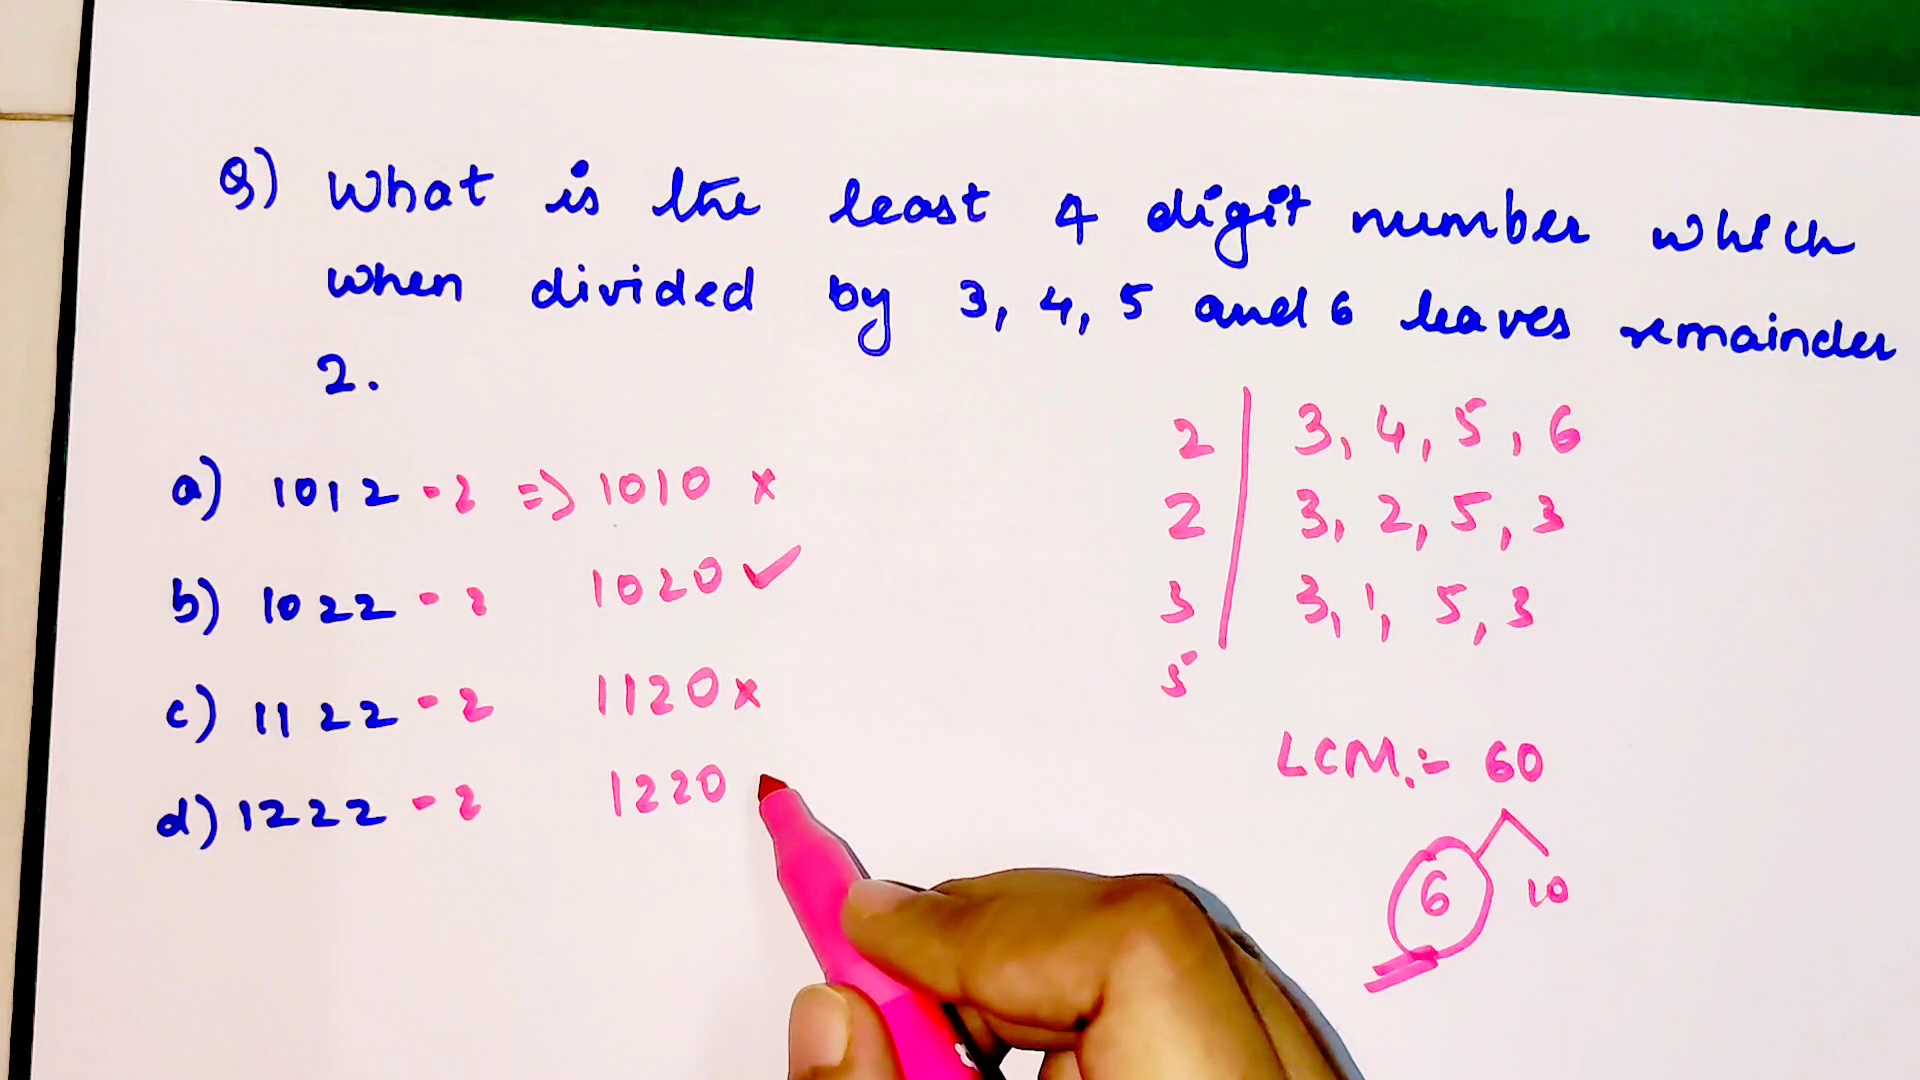 Q) What is the least 4 digit number which
when divided by 3, 4, 5 and 6 leaves remainder
2.
a) 1012 - 2 => 1010 x
b) 1022 - 2 1020 ✓
c) 1122 - 2 1120 x
d) 1222 - 2 1220
2 | 3, 4, 5, 6
2 | 3, 2, 5, 3
3 | 3, 1, 5, 3
5
LCM :- 60
6 10